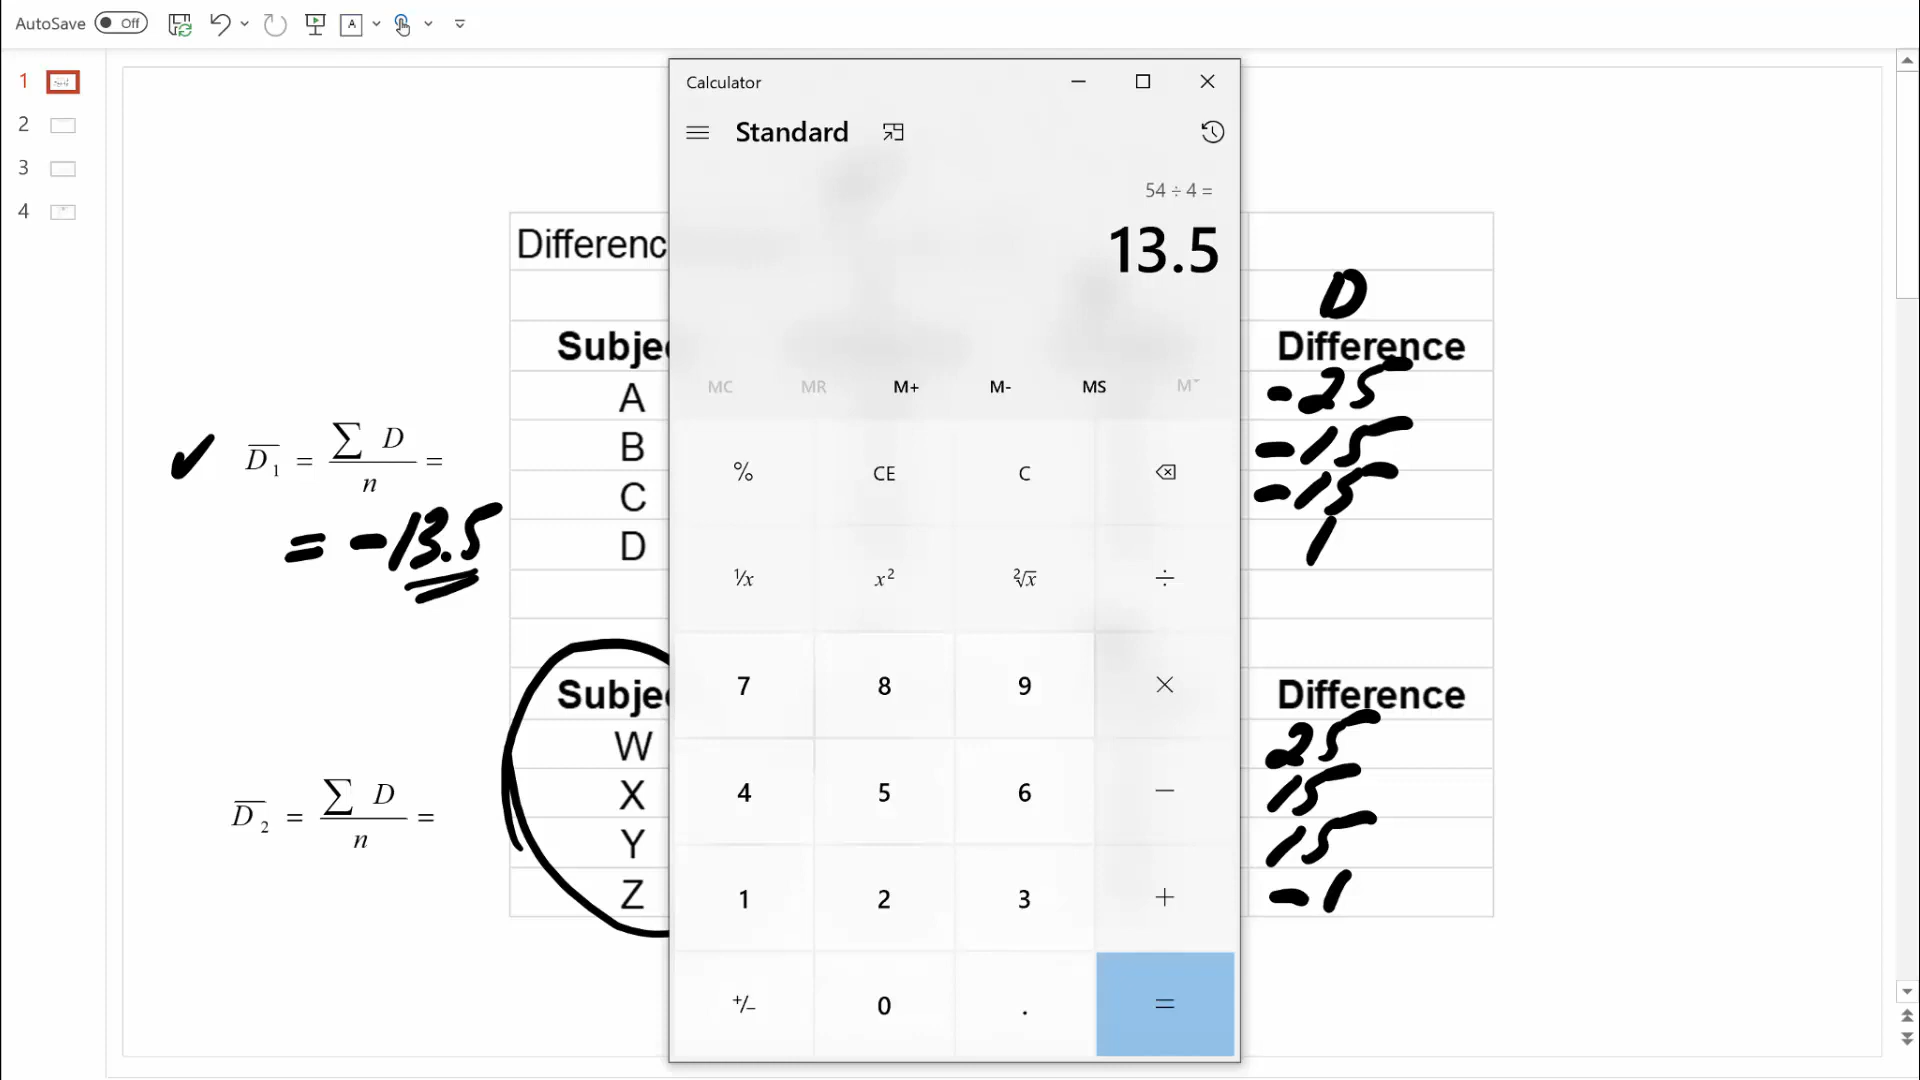 AutoSave Off A
1
2
3
4
Calculator
Standard
54 ÷ 4 =
13.5
MC MR M+ M- MS M˅
% CE C
⅟x x² ²√x ÷
7 8 9 ×
4 5 6 −
1 2 3 +
+/− 0 . =
Differenc
D
Subje Difference
A -25
B -15
C -15
D 1
D̄₁ = ∑ D / n =
= -13.5
Subje Difference
W 25
X 15
Y 15
Z -1
D̄₂ = ∑ D / n =